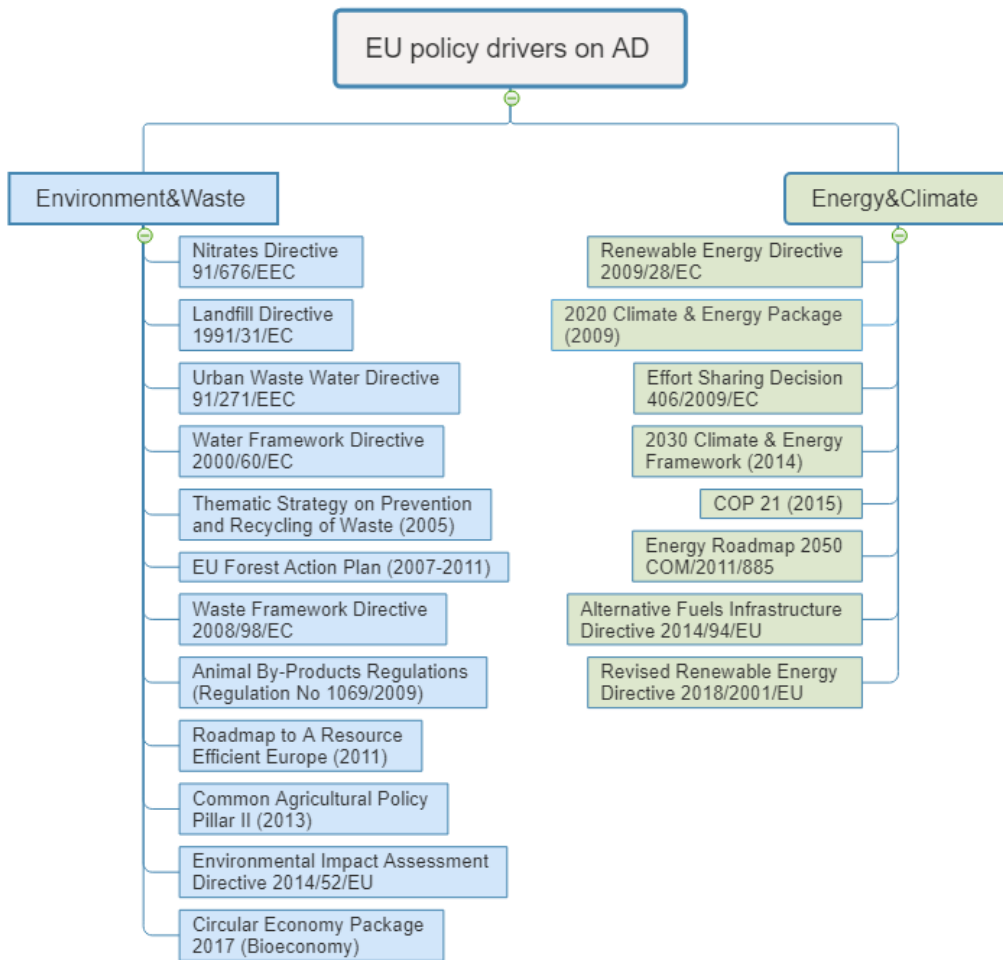 EU policy drivers on AD
Environment&Waste
Nitrates Directive
91/676/EEC
Landfill Directive
1991/31/EC
Urban Waste Water Directive
91/271/EEC
Water Framework Directive
2000/60/EC
Thematic Strategy on Prevention
and Recycling of Waste (2005)
EU Forest Action Plan (2007-2011)
Waste Framework Directive
2008/98/EC
Animal By-Products Regulations
(Regulation No 1069/2009)
Roadmap to A Resource
Efficient Europe (2011)
Common Agricultural Policy
Pillar II (2013)
Environmental Impact Assessment
Directive 2014/52/EU
Circular Economy Package
2017 (Bioeconomy)
Energy&Climate
Renewable Energy Directive
2009/28/EC
2020 Climate & Energy Package
(2009)
Effort Sharing Decision
406/2009/EC
2030 Climate & Energy
Framework (2014)
COP 21 (2015)
Energy Roadmap 2050
COM/2011/885
Alternative Fuels Infrastructure
Directive 2014/94/EU
Revised Renewable Energy
Directive 2018/2001/EU